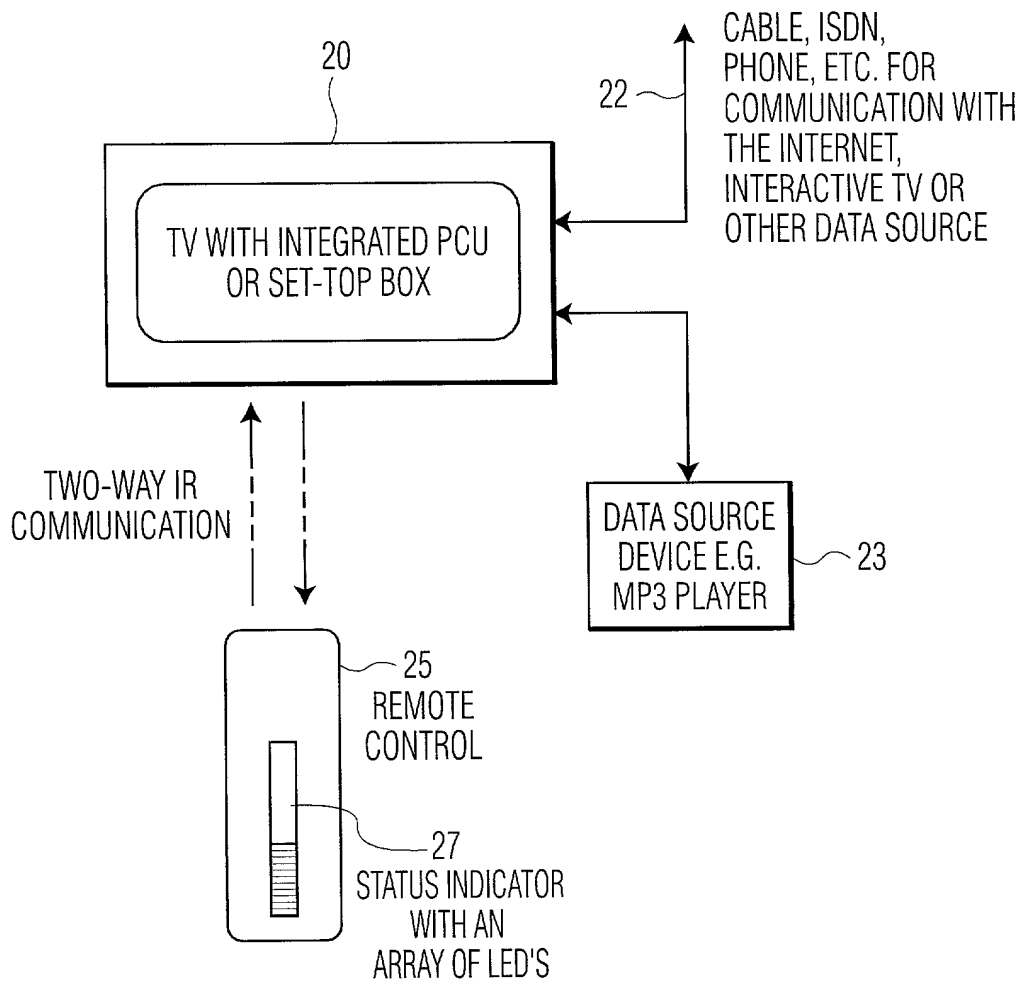 20
22
CABLE, ISDN,
PHONE, ETC. FOR
COMMUNICATION WITH
THE INTERNET,
INTERACTIVE TV OR
OTHER DATA SOURCE
TV WITH INTEGRATED PCU
OR SET-TOP BOX
TWO-WAY IR
COMMUNICATION
DATA SOURCE
DEVICE E.G.
MP3 PLAYER
23
25
REMOTE
CONTROL
27
STATUS INDICATOR
WITH AN
ARRAY OF LED'S